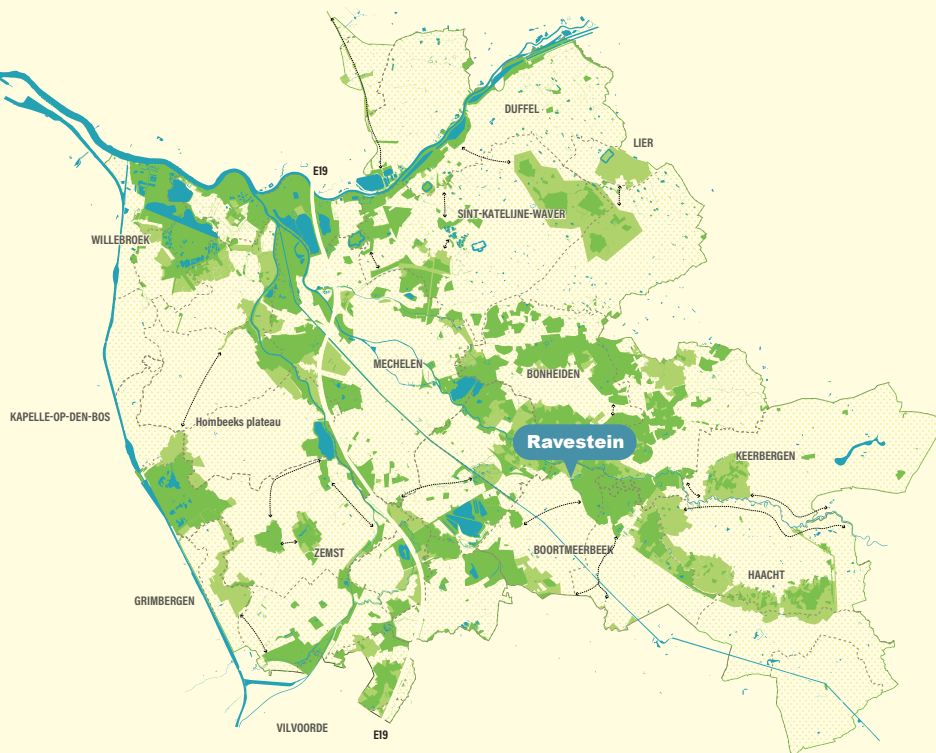 DUFFEL
LIER
E19
SINT-KATELIJNE-WAVER
WILLEBROEK
MECHELEN
BONHEIDEN
KAPELLE-OP-DEN-BOS
Hombeeks plateau
Ravestein
KEERBERGEN
ZEMST
BOORTMEERBEEK
HAACHT
GRIMBERGEN
VILVOORDE
E19